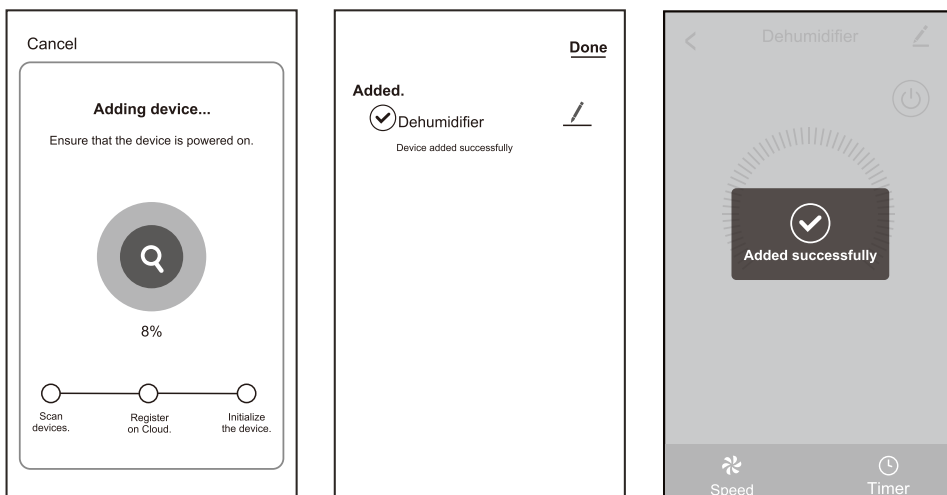 Cancel
Adding device...
Ensure that the device is powered on.
8%
Scan
devices.
Register
on Cloud.
Initialize
the device.
Done
Added.
Dehumidifier
Device added successfully
Dehumidifier
Added successfully
Speed
Timer